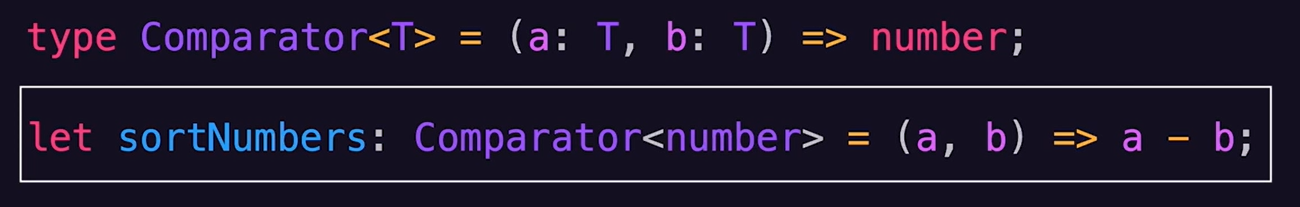 type Comparator<T> = (a: T, b: T) => number;
let sortNumbers: Comparator<number> = (a, b) => a - b;